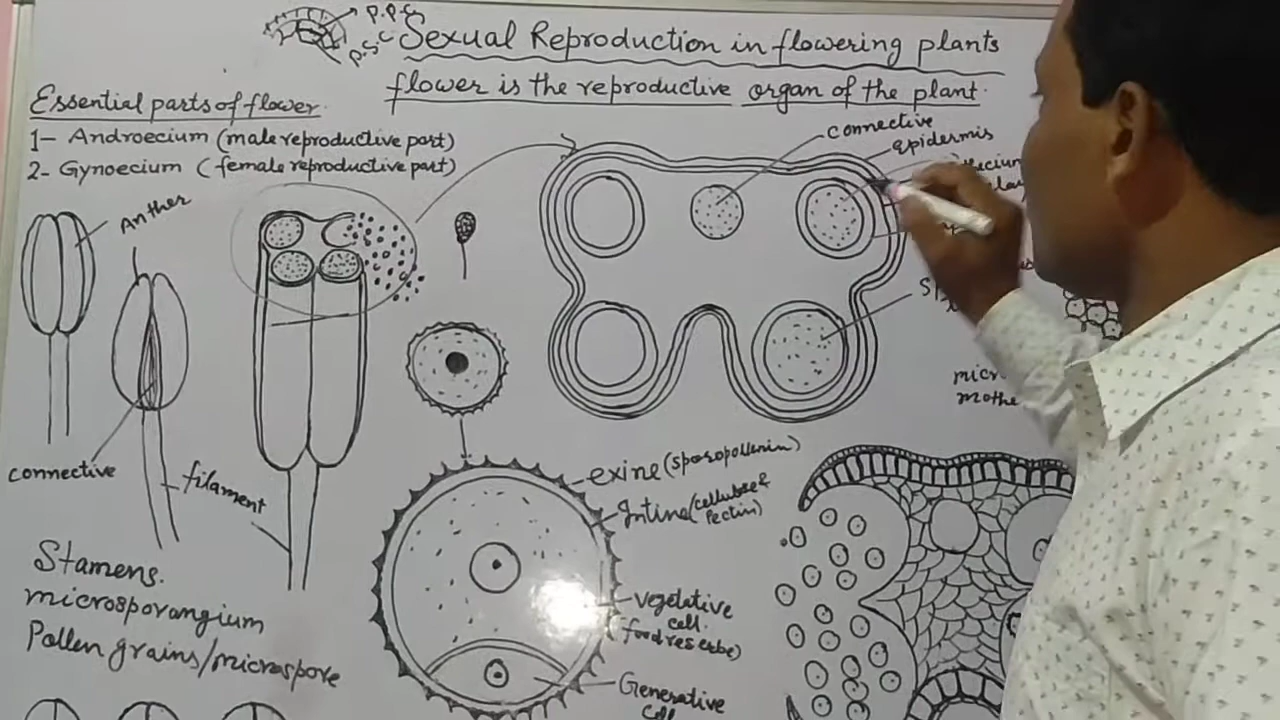 P.P.C
P.S.C
Sexual Reproduction in flowering plants
flower is the reproductive organ of the plant.
Essential parts of flower.
1- Androecium (male reproductive part)
2- Gynoecium (female reproductive part)
Anther
connective
epidermis
connective
filament
exine (sporopollenin)
Intine (cellulose &
Pectin)
vegetative
cell.
(food reserbe)
Generative
cell
Stamens.
microsporangium
Pollen grains/microspore